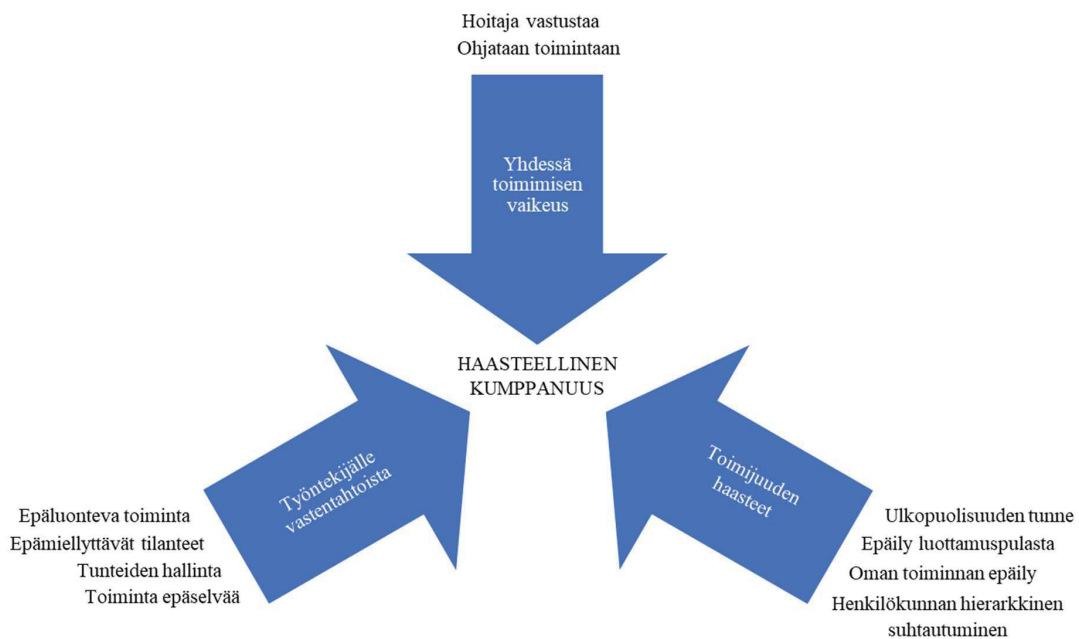 Hoitaja vastustaa
Ohjataan toimintaan
Yhdessä
toimimisen
vaikeus
HAASTEELLINEN
KUMPPANUUS
Työntekijälle
vastentahtoista
Epäluonteva toiminta
Epämiellyttävät tilanteet
Tunteiden hallinta
Toiminta epäselvää
Toimijuuden
haasteet
Ulkopuolisuuden tunne
Epäily luottamuspulasta
Oman toiminnan epäily
Henkilökunnan hierarkkinen
suhtautuminen